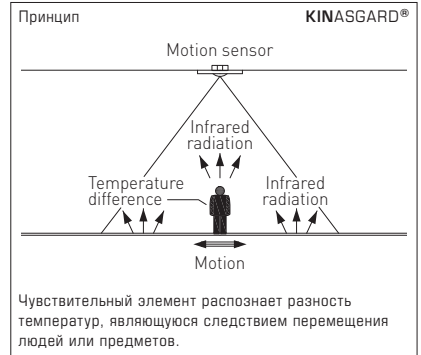 Принцип KINASGARD®
Motion sensor
Infrared
radiation
Temperature
difference
Infrared
radiation
Motion
Чувствительный элемент распознает разность
температур, являющуюся следствием перемещения
людей или предметов.